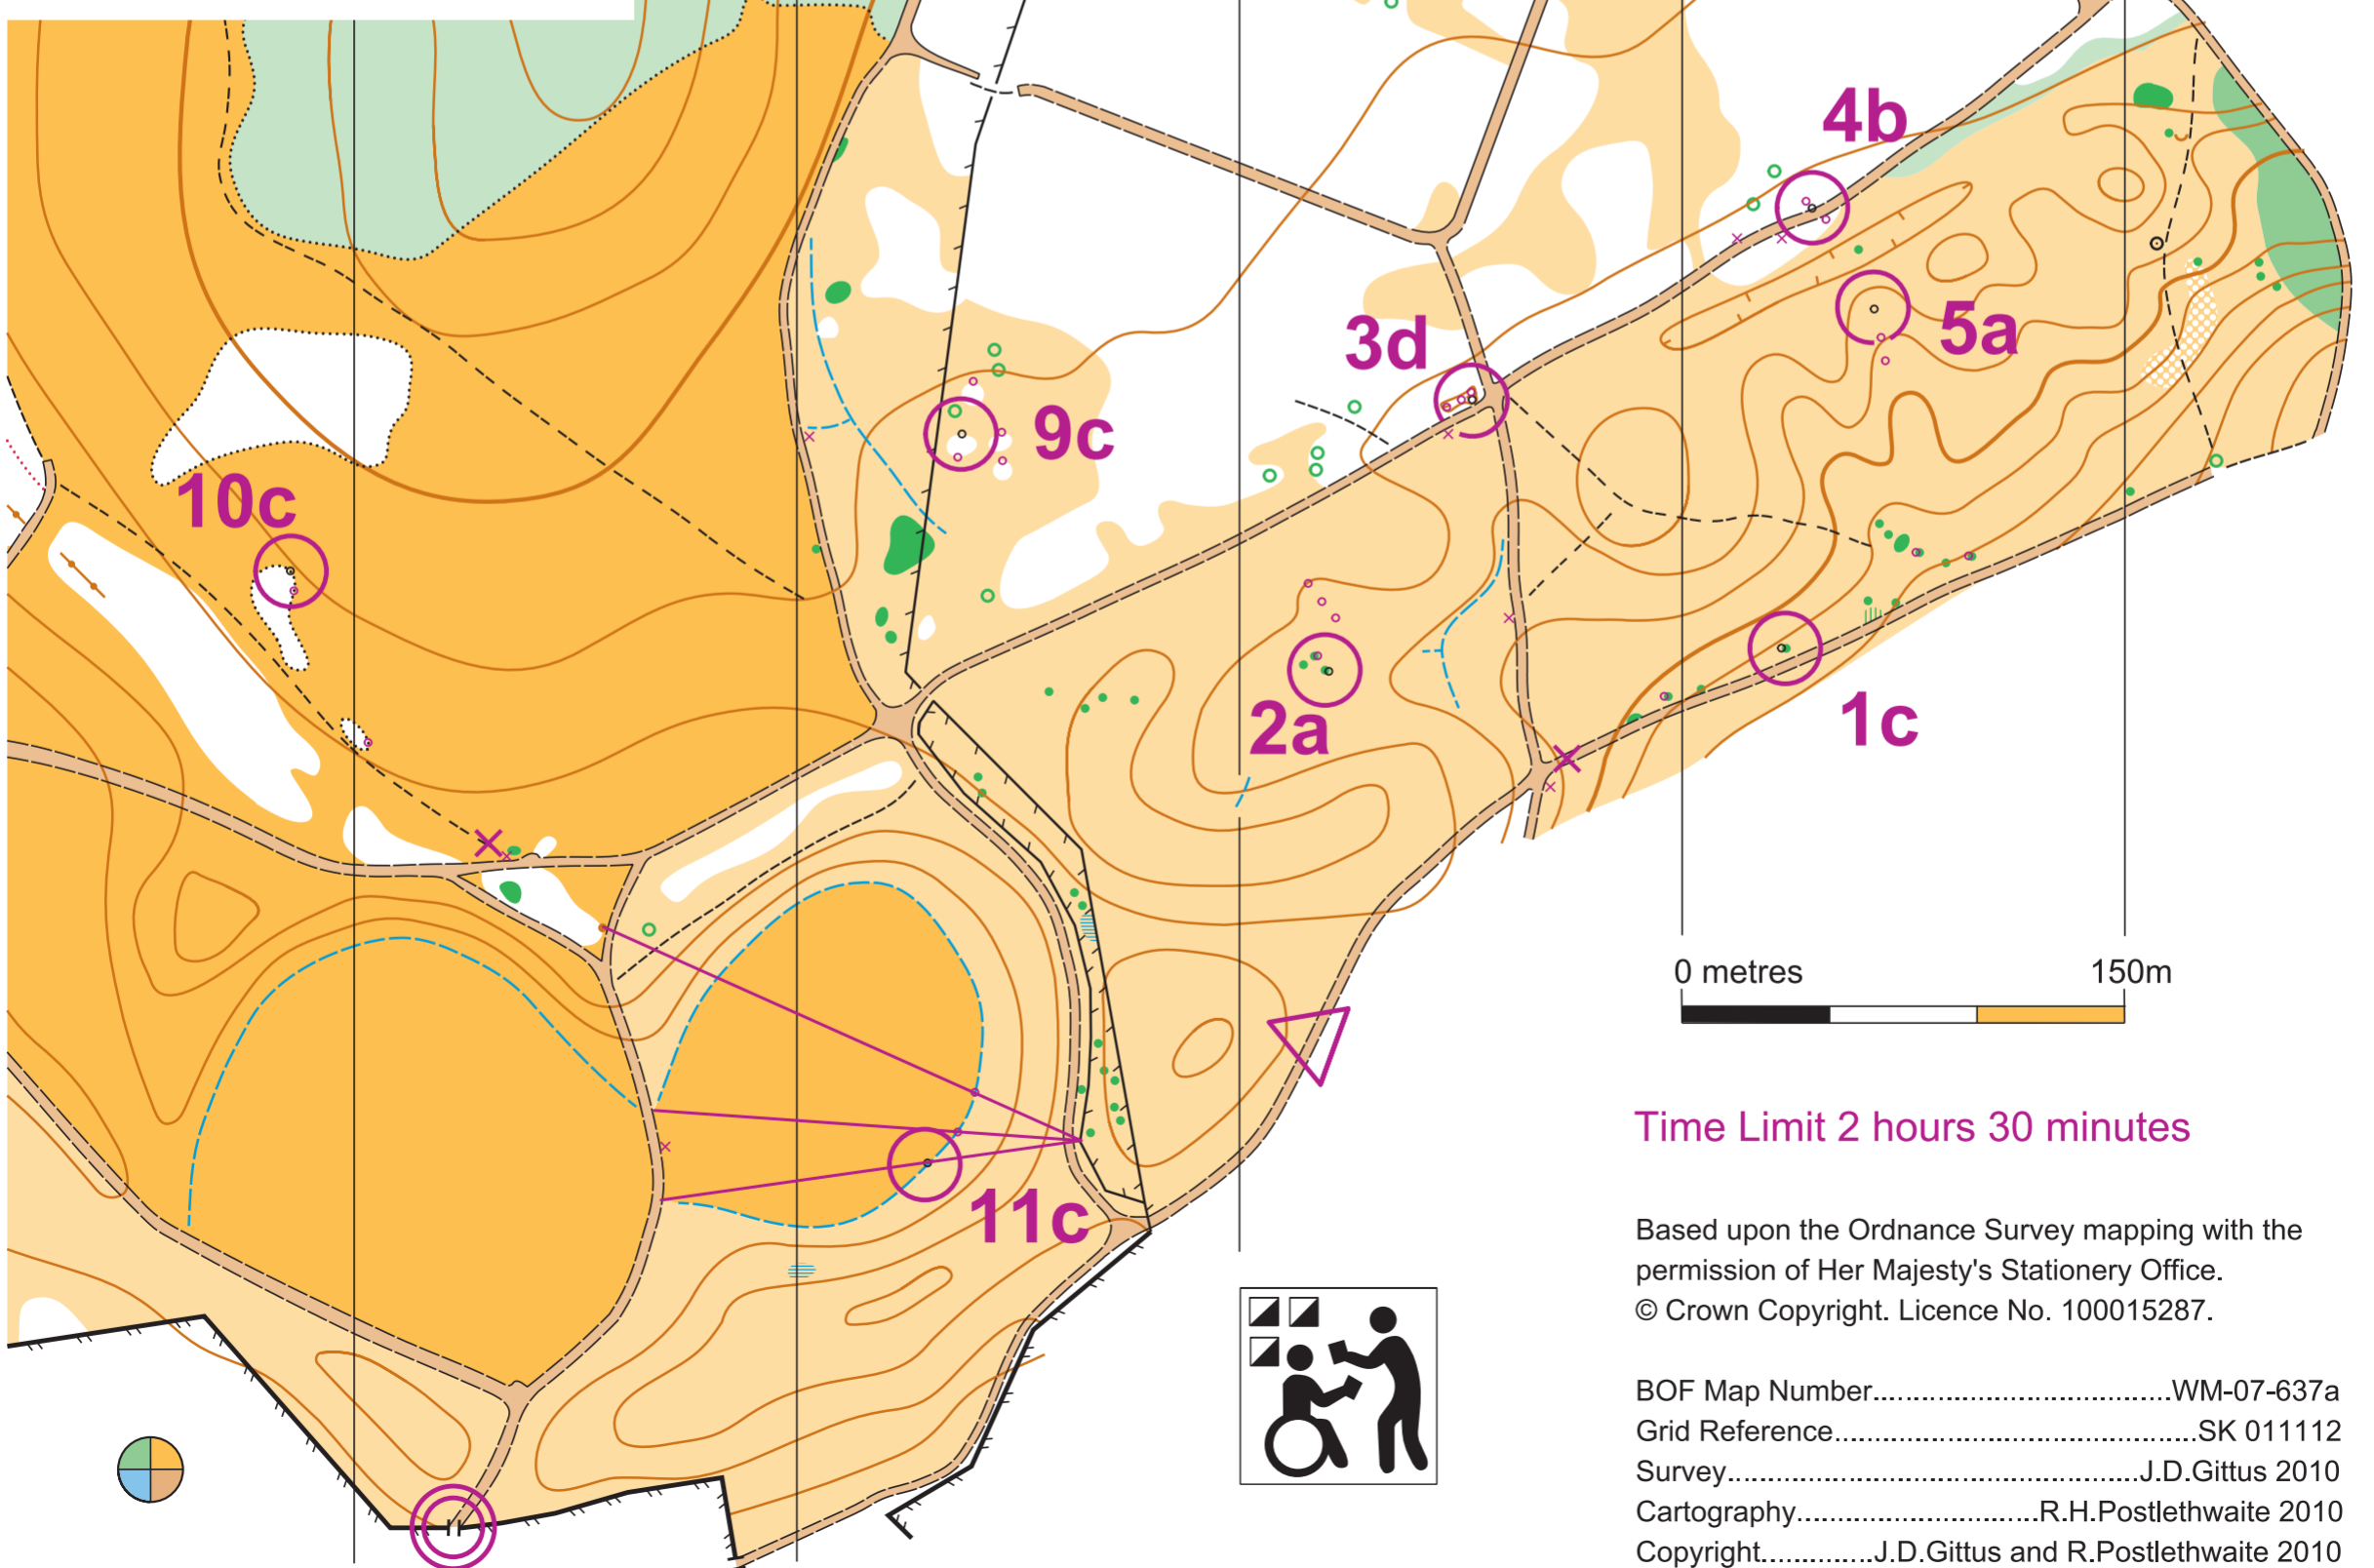 4b
5a
3d
9c
10c
2a
1c
0 metres 150m
11c
Time Limit 2 hours 30 minutes
Based upon the Ordnance Survey mapping with the
permission of Her Majesty's Stationery Office.
© Crown Copyright. Licence No. 100015287.
BOF Map Number....................................WM-07-637a
Grid Reference............................................SK 011112
Survey..................................................J.D.Gittus 2010
Cartography.............................R.H.Postlethwaite 2010
Copyright..............J.D.Gittus and R.Postlethwaite 2010